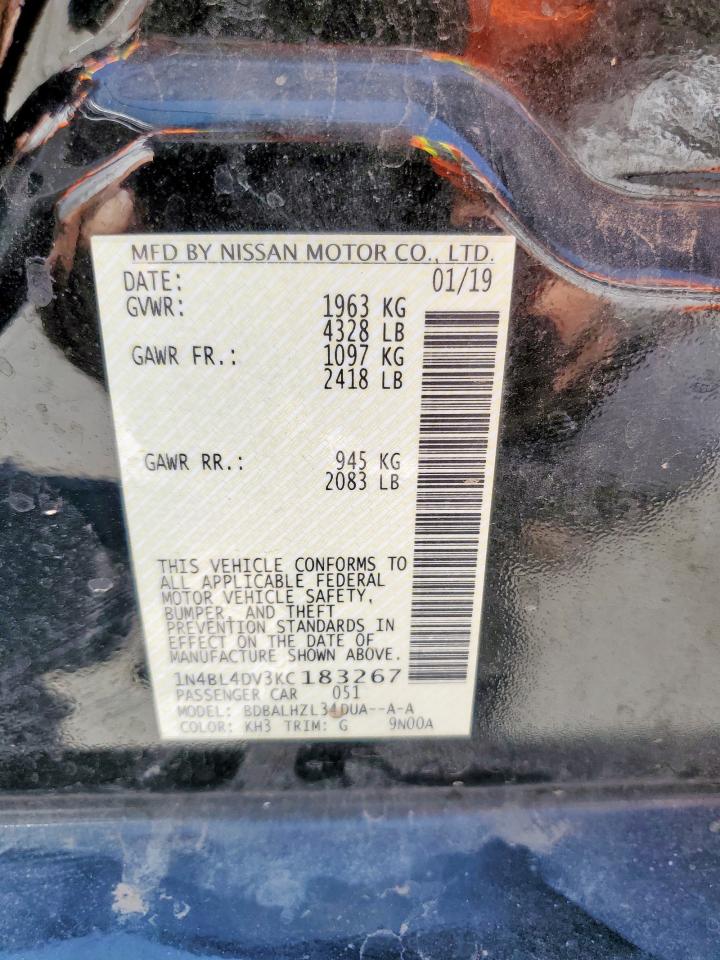 MFD BY NISSAN MOTOR CO., LTD.
DATE: 01/19
GVWR: 1963 KG
4328 LB
GAWR FR.: 1097 KG
2418 LB
GAWR RR.: 945 KG
2083 LB
THIS VEHICLE CONFORMS TO
ALL APPLICABLE FEDERAL
MOTOR VEHICLE SAFETY,
BUMPER, AND THEFT
PREVENTION STANDARDS IN
EFFECT ON THE DATE OF
MANUFACTURE SHOWN ABOVE.
1N4BL4DV3KC183267
PASSENGER CAR 051
MODEL: BDBALHZL34DUA--A-A
COLOR: KH3 TRIM: G 9N00A